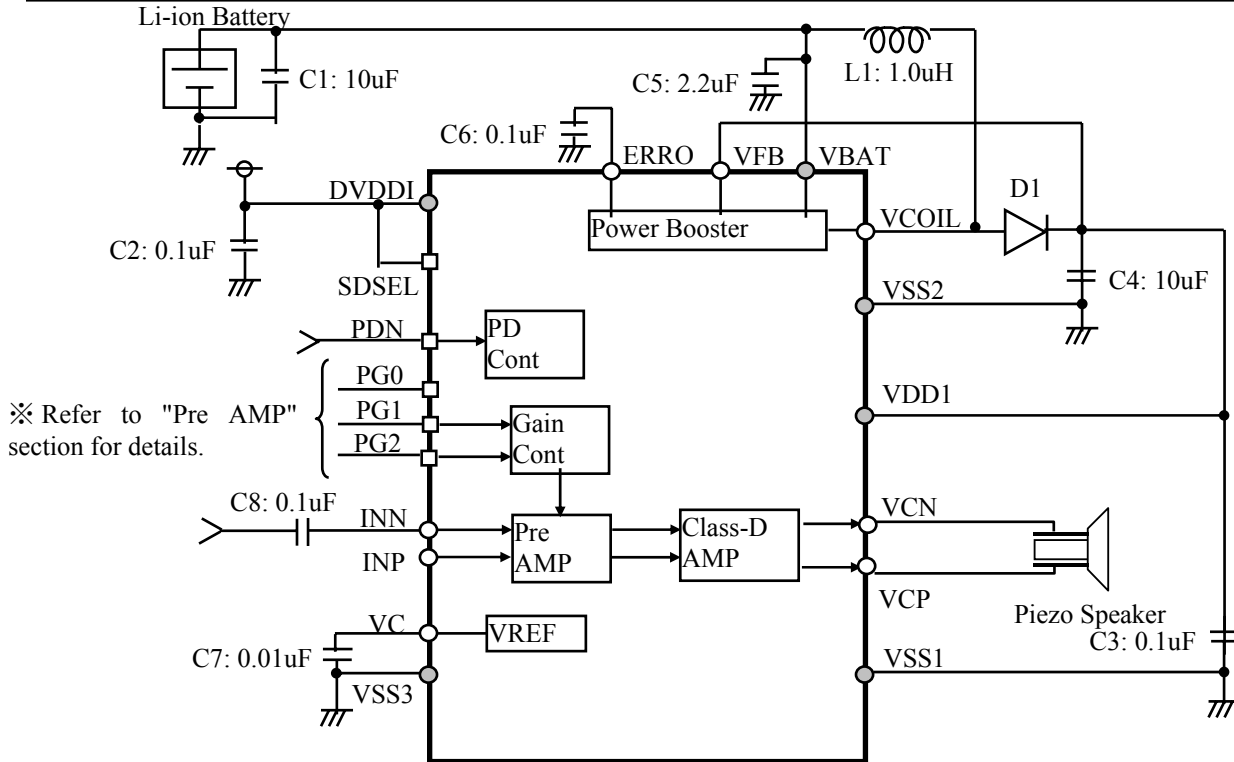 Li-ion Battery
C1: 10uF
C5: 2.2uF
L1: 1.0uH
C6: 0.1uF
ERRO
VFB
VBAT
DVDDI
D1
Power Booster
VCOIL
C2: 0.1uF
SDSEL
C4: 10uF
VSS2
PDN
PD
Cont
PG0
PG1
PG2
※ Refer to "Pre AMP"
section for details.
Gain
Cont
VDD1
C8: 0.1uF
INN
INP
Pre
AMP
Class-D
AMP
VCN
VCP
Piezo Speaker
VC
VREF
C3: 0.1uF
C7: 0.01uF
VSS3
VSS1